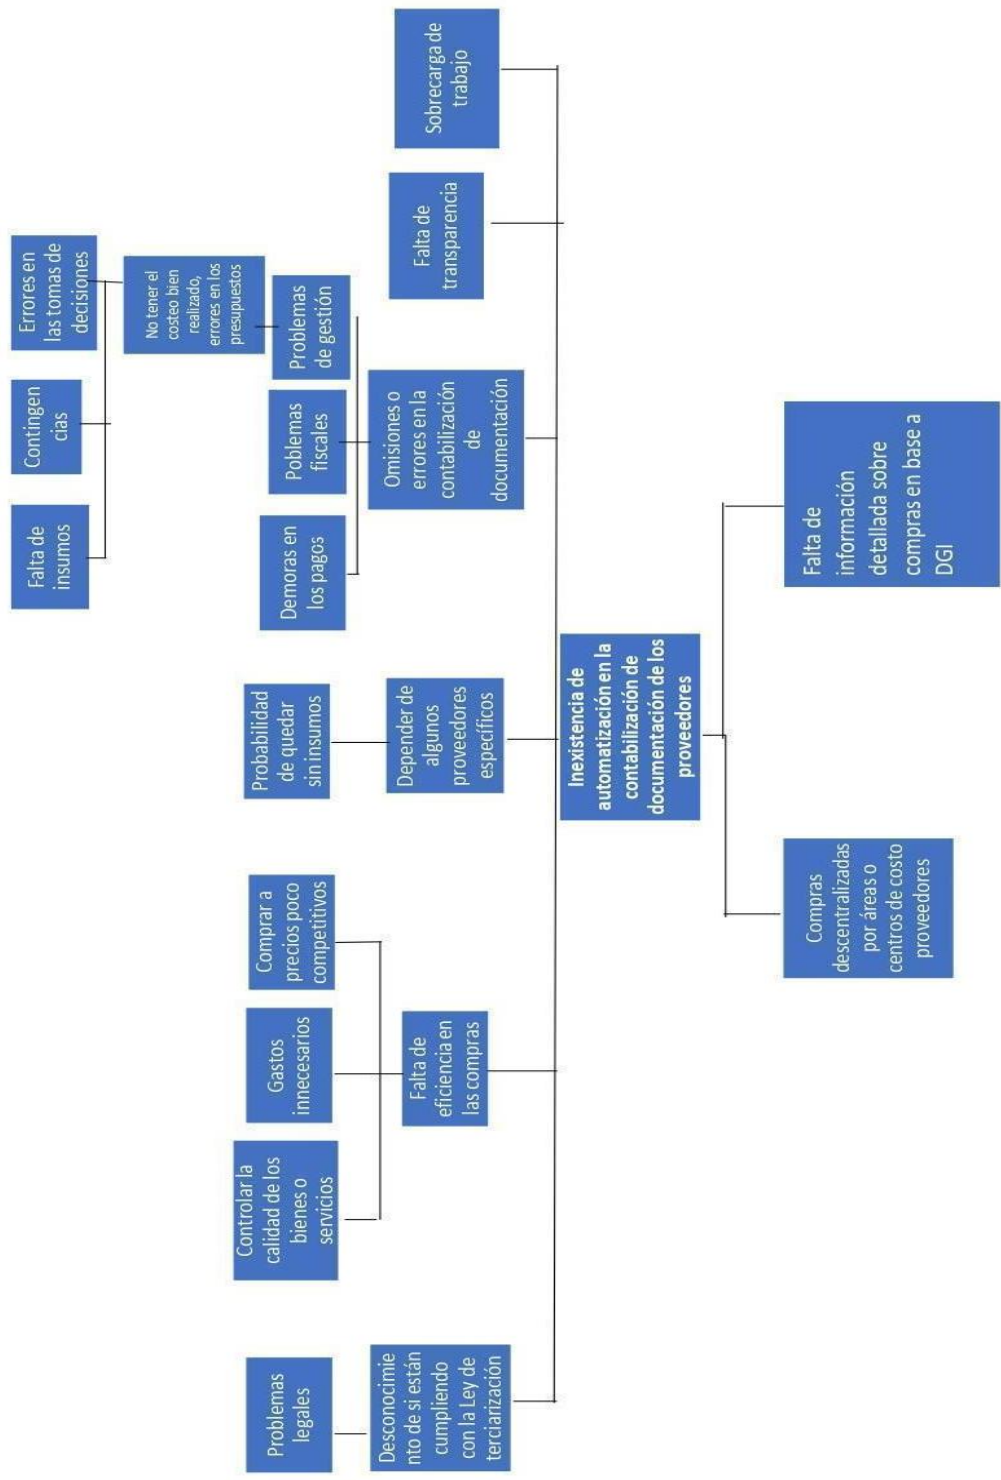 Falta de
insumos
Contingen
cias
Errores en
las tomas de
decisiones
No tener el
costeo bien
realizado,
errores en los
presupuestos
Problemas
legales
Controlar la
calidad de los
bienes o
servicios
Gastos
innecesarios
Comprar a
precios poco
competitivos
Probabilidad
de quedar
sin insumos
Demoras en
los pagos
Poblemas
fiscales
Problemas
de gestión
Desconocimie
nto de si están
cumpliendo
con la Ley de
terciarización
Falta de
eficiencia en
las compras
Depender de
algunos
proveedores
específicos
Omisiones o
errores en la
contabilización
de
documentación
Falta de
transparencia
Sobrecarga de
trabajo
Inexistencia de
automatización en la
contabilización de
documentación de los
proveedores
Compras
descentralizadas
por áreas o
centros de costo
proveedores
Falta de
información
detallada sobre
compras en base a
DGI